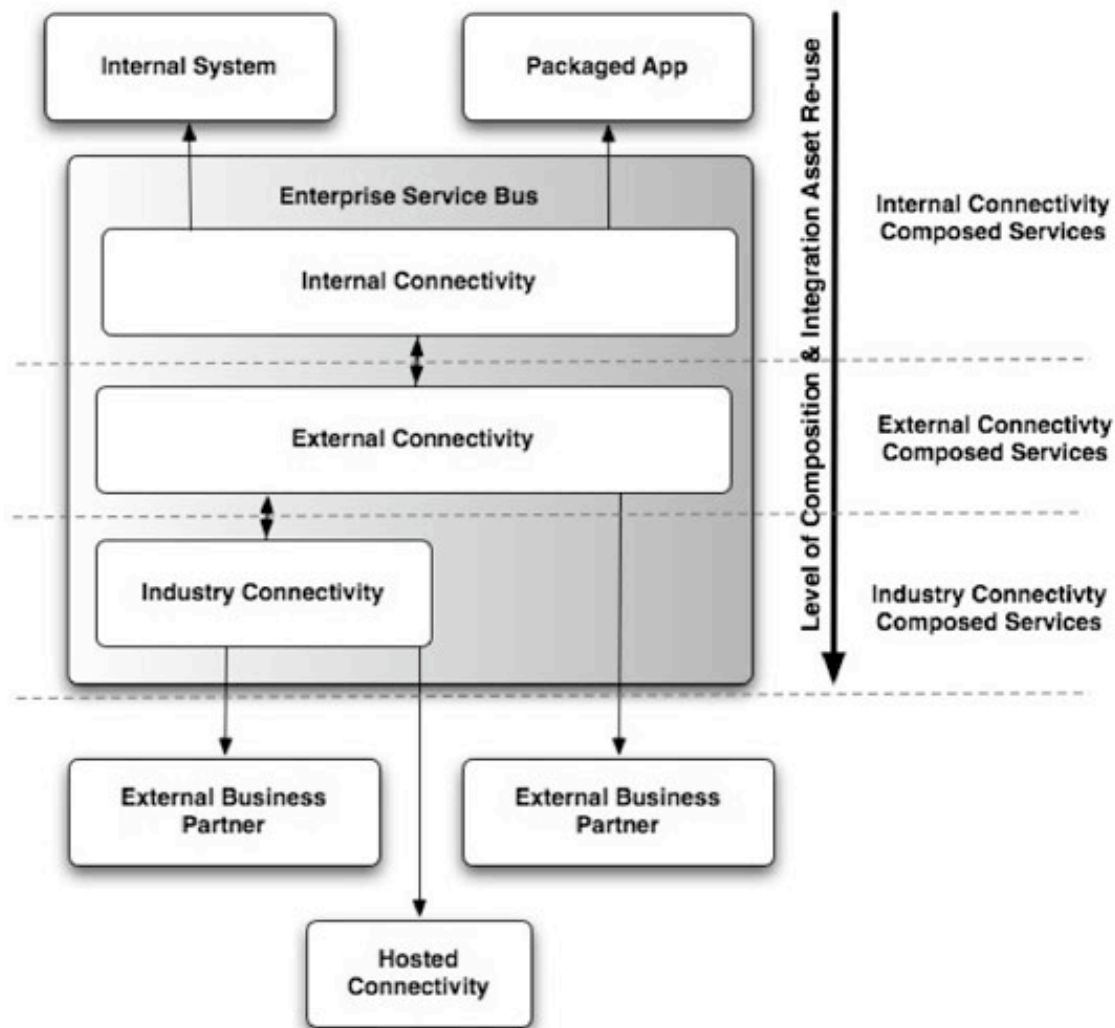 Internal System
Packaged App
Enterprise Service Bus
Internal Connectivity
External Connectivity
Industry Connectivity
External Business
Partner
External Business
Partner
Hosted
Connectivity
Level of Composition & Integration Asset Re-use
Internal Connectivity
Composed Services
External Connectivty
Composed Services
Industry Connectivty
Composed Services